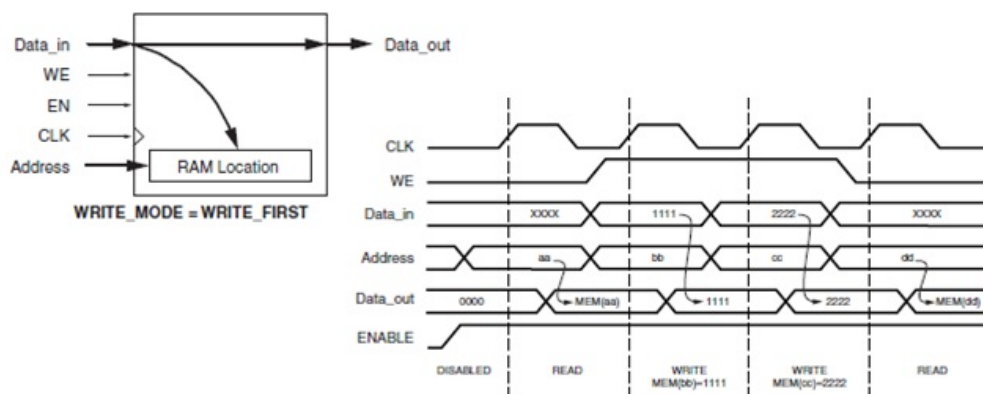 Data_in
Data_out
WE
EN
CLK
Address
RAM Location
WRITE_MODE = WRITE_FIRST
CLK
WE
Data_in XXXX 1111 2222 XXXX
Address aa bb cc dd
Data_out 0000 MEM(aa) 1111 2222 MEM(dd)
ENABLE
DISABLED READ WRITE WRITE READ
MEM(bb)=1111 MEM(cc)=2222